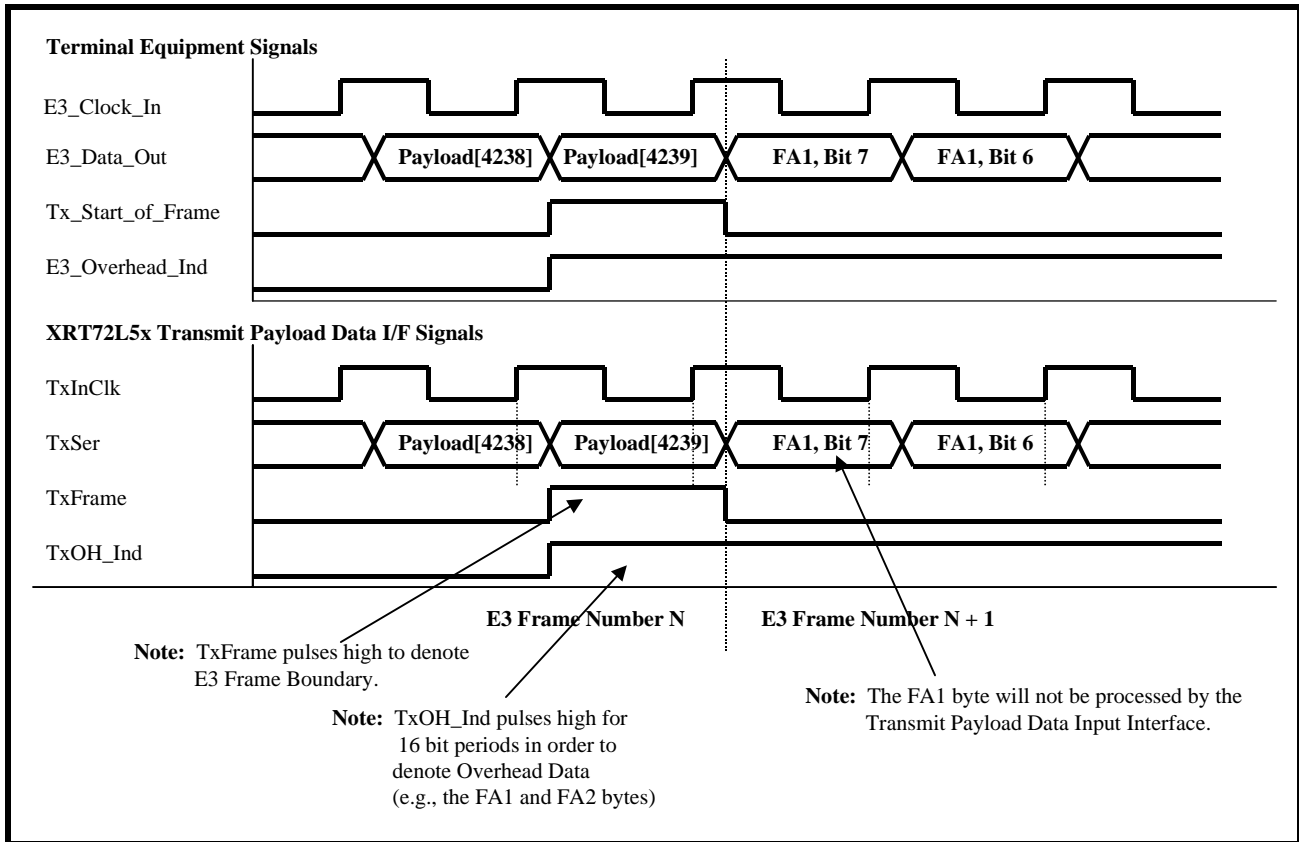 Terminal Equipment Signals
E3_Clock_In
E3_Data_Out
Payload[4238]
Payload[4239]
FA1, Bit 7
FA1, Bit 6
Tx_Start_of_Frame
E3_Overhead_Ind
XRT72L5x Transmit Payload Data I/F Signals
TxInClk
TxSer
Payload[4238]
Payload[4239]
FA1, Bit 7
FA1, Bit 6
TxFrame
TxOH_Ind
E3 Frame Number N
E3 Frame Number N + 1
Note: TxFrame pulses high to denote
E3 Frame Boundary.
Note: TxOH_Ind pulses high for
16 bit periods in order to
denote Overhead Data
(e.g., the FA1 and FA2 bytes)
Note: The FA1 byte will not be processed by the
Transmit Payload Data Input Interface.